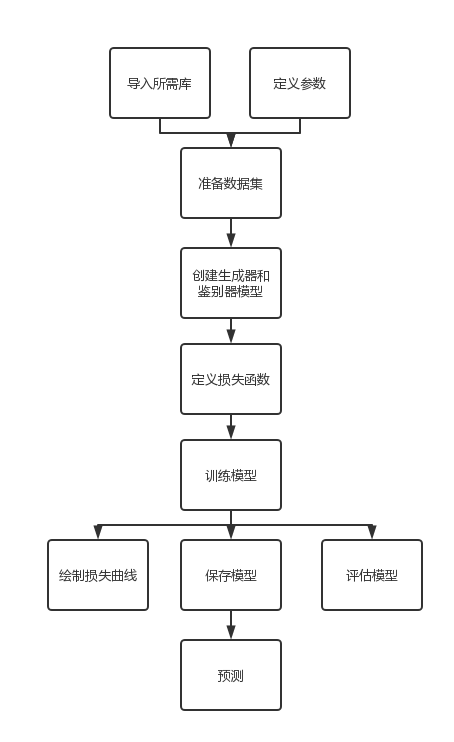 导入所需库
定义参数
准备数据集
创建生成器和
鉴别器模型
定义损失函数
训练模型
绘制损失曲线
保存模型
评估模型
预测